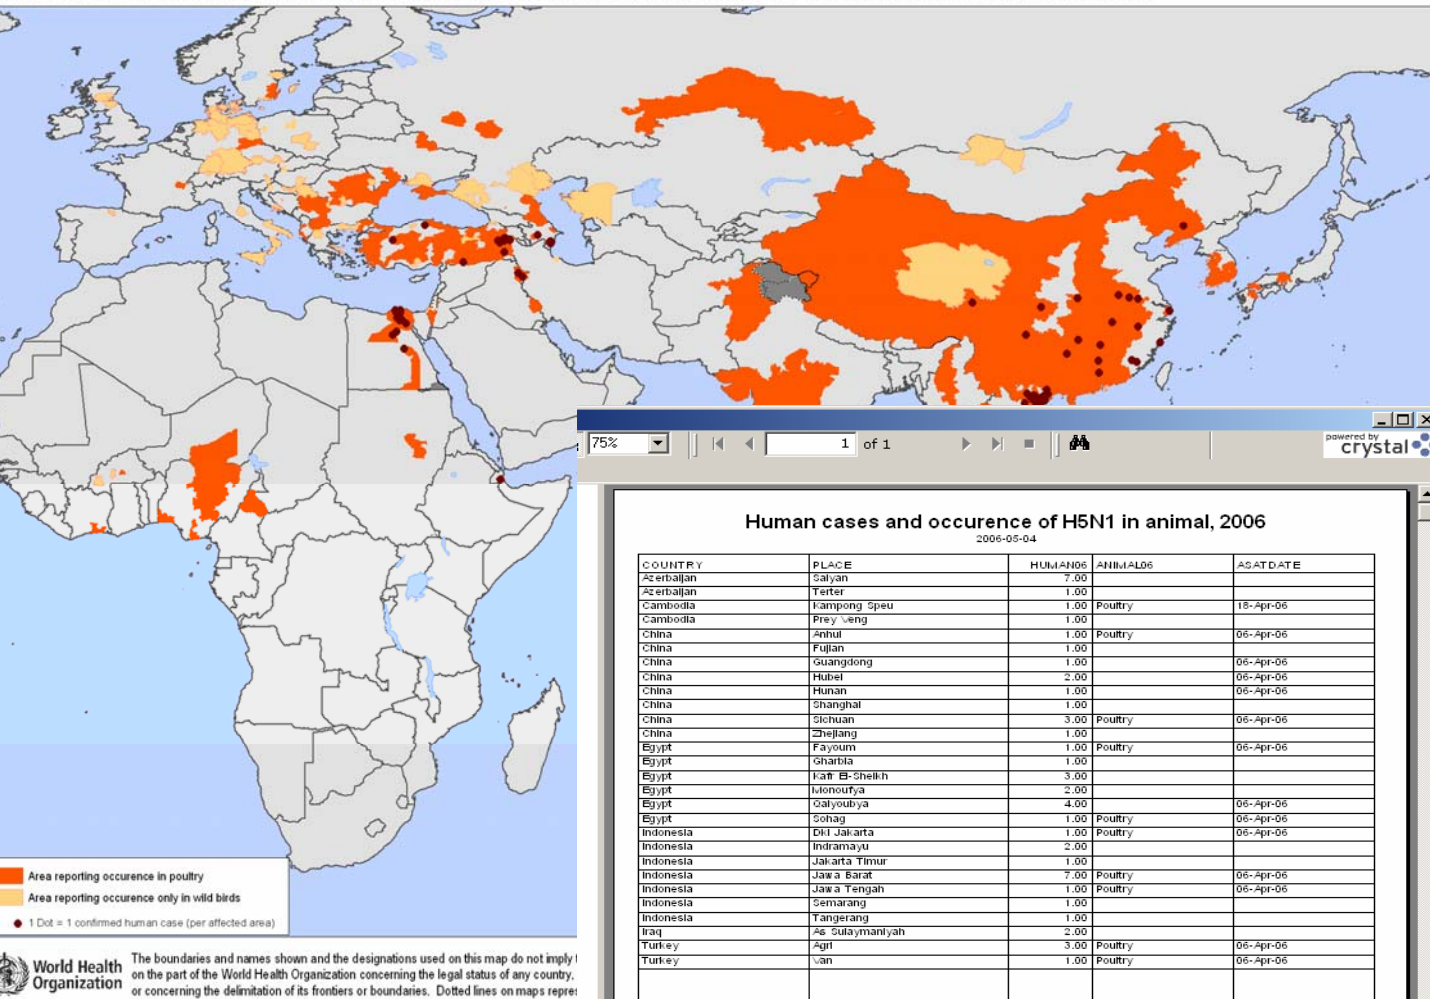 75%
1 of 1
powered by
crystal
Human cases and occurence of H5N1 in animal, 2006
2006-05-04
COUNTRY PLACE HUMAN06 ANIMAL06 ASATDATE
Azerbaijan Salyan 7.00
Azerbaijan Terter 1.00
Cambodia Kampong Speu 1.00 Poultry 18-Apr-06
Cambodia Prey Veng 1.00
China Anhui 1.00 Poultry 06-Apr-06
China Fujian 1.00
China Guangdong 1.00 06-Apr-06
China Hubei 2.00 06-Apr-06
China Hunan 1.00 06-Apr-06
China Shanghai 1.00
China Sichuan 3.00 Poultry 06-Apr-06
China Zhejiang 1.00
Egypt Fayoum 1.00 Poultry 06-Apr-06
Egypt Gharbia 1.00
Egypt Kafr El-Sheikh 3.00
Egypt Monoufya 2.00
Egypt Qalyoubya 4.00 06-Apr-06
Egypt Sohag 1.00 Poultry 06-Apr-06
Indonesia Dki Jakarta 1.00 Poultry 06-Apr-06
Indonesia Indramayu 2.00
Indonesia Jakarta Timur 1.00
Indonesia Jawa Barat 7.00 Poultry 06-Apr-06
Indonesia Jawa Tengah 1.00 Poultry 06-Apr-06
Indonesia Semarang 1.00
Indonesia Tangerang 1.00
Iraq As Sulaymaniyah 2.00
Turkey Agri 3.00 Poultry 06-Apr-06
Turkey Van 1.00 Poultry 06-Apr-06
Area reporting occurence in poultry
Area reporting occurence only in wild birds
1 Dot = 1 confirmed human case (per affected area)
World Health
Organization
The boundaries and names shown and the designations used on this map do not imply
on the part of the World Health Organization concerning the legal status of any country,
or concerning the delimitation of its frontiers or boundaries. Dotted lines on maps repre